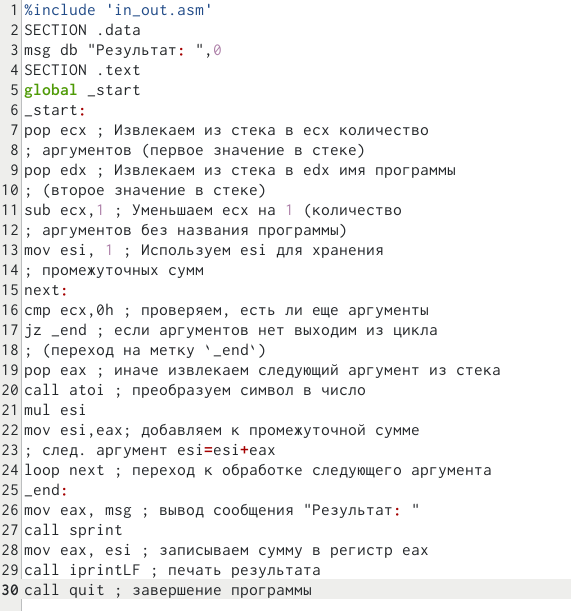 1 %include 'in_out.asm'
2 SECTION .data
3 msg db "Результат: ",0
4 SECTION .text
5 global _start
6 _start:
7 pop ecx ; Извлекаем из стека в ecx количество
8 ; аргументов (первое значение в стеке)
9 pop edx ; Извлекаем из стека в edx имя программы
10 ; (второе значение в стеке)
11 sub ecx,1 ; Уменьшаем ecx на 1 (количество
12 ; аргументов без названия программы)
13 mov esi, 1 ; Используем esi для хранения
14 ; промежуточных сумм
15 next:
16 cmp ecx,0h ; проверяем, есть ли еще аргументы
17 jz _end ; если аргументов нет выходим из цикла
18 ; (переход на метку `_end`)
19 pop eax ; иначе извлекаем следующий аргумент из стека
20 call atoi ; преобразуем символ в число
21 mul esi
22 mov esi,eax; добавляем к промежуточной сумме
23 ; след. аргумент esi=esi+eax
24 loop next ; переход к обработке следующего аргумента
25 _end:
26 mov eax, msg ; вывод сообщения "Результат: "
27 call sprint
28 mov eax, esi ; записываем сумму в регистр eax
29 call iprintLF ; печать результата
30 call quit ; завершение программы